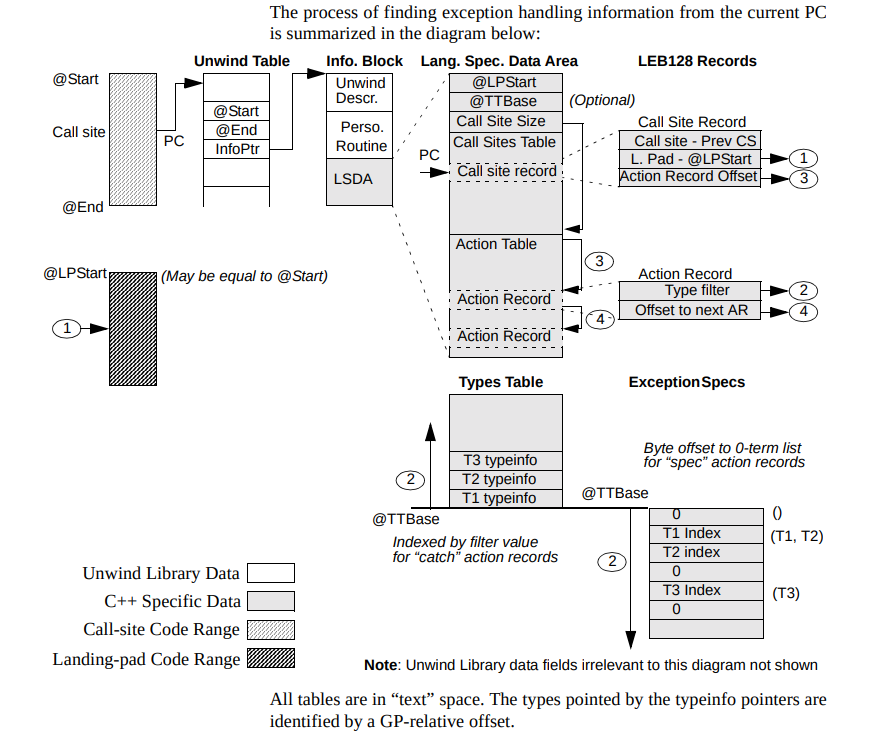 The process of finding exception handling information from the current PC
is summarized in the diagram below:
Unwind Table
Info. Block
Lang. Spec. Data Area
LEB128 Records
@Start
Call site
@End
PC
@Start
@End
InfoPtr
Unwind
Descr.
Perso.
Routine
LSDA
PC
@LPStart
@TTBase
(Optional)
Call Site Size
Call Sites Table
Call site record
Action Table
Action Record
Action Record
3
4
Call Site Record
Call site - Prev CS
L. Pad - @LPStart
1
Action Record Offset
3
Action Record
Type filter
2
Offset to next AR
4
@LPStart
(May be equal to @Start)
1
Types Table
ExceptionSpecs
T3 typeinfo
T2 typeinfo
T1 typeinfo
2
@TTBase
Indexed by filter value
for “catch” action records
Byte offset to 0-term list
for “spec” action records
@TTBase
2
0
()
T1 Index
(T1, T2)
T2 index
0
T3 Index
(T3)
0
Unwind Library Data
C++ Specific Data
Call-site Code Range
Landing-pad Code Range
Note: Unwind Library data fields irrelevant to this diagram not shown
All tables are in “text” space. The types pointed by the typeinfo pointers are
identified by a GP-relative offset.